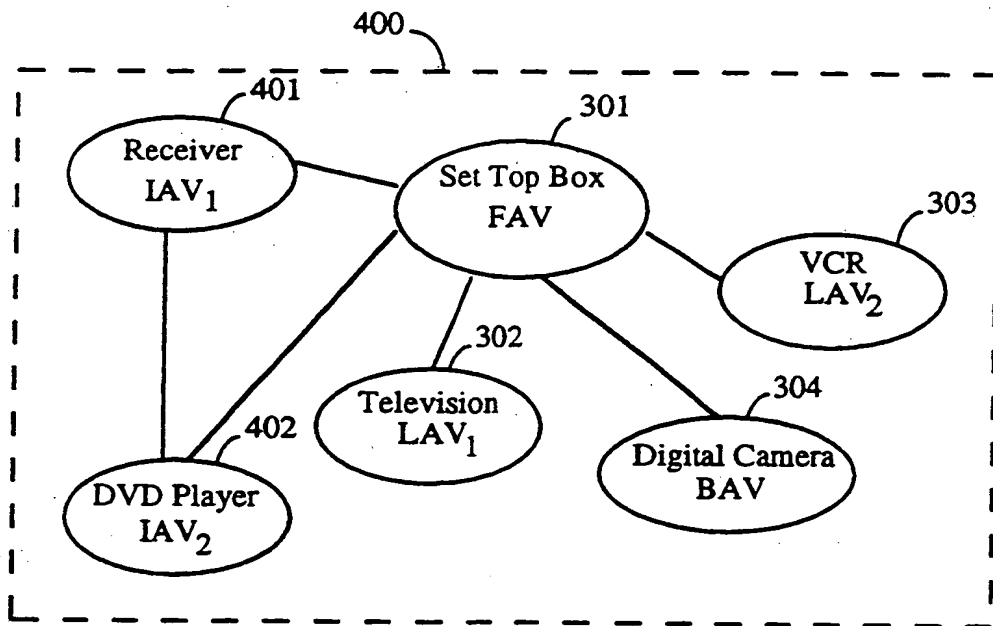 400
401
Receiver
IAV1
301
Set Top Box
FAV
303
VCR
LAV2
302
Television
LAV1
304
Digital Camera
BAV
402
DVD Player
IAV2